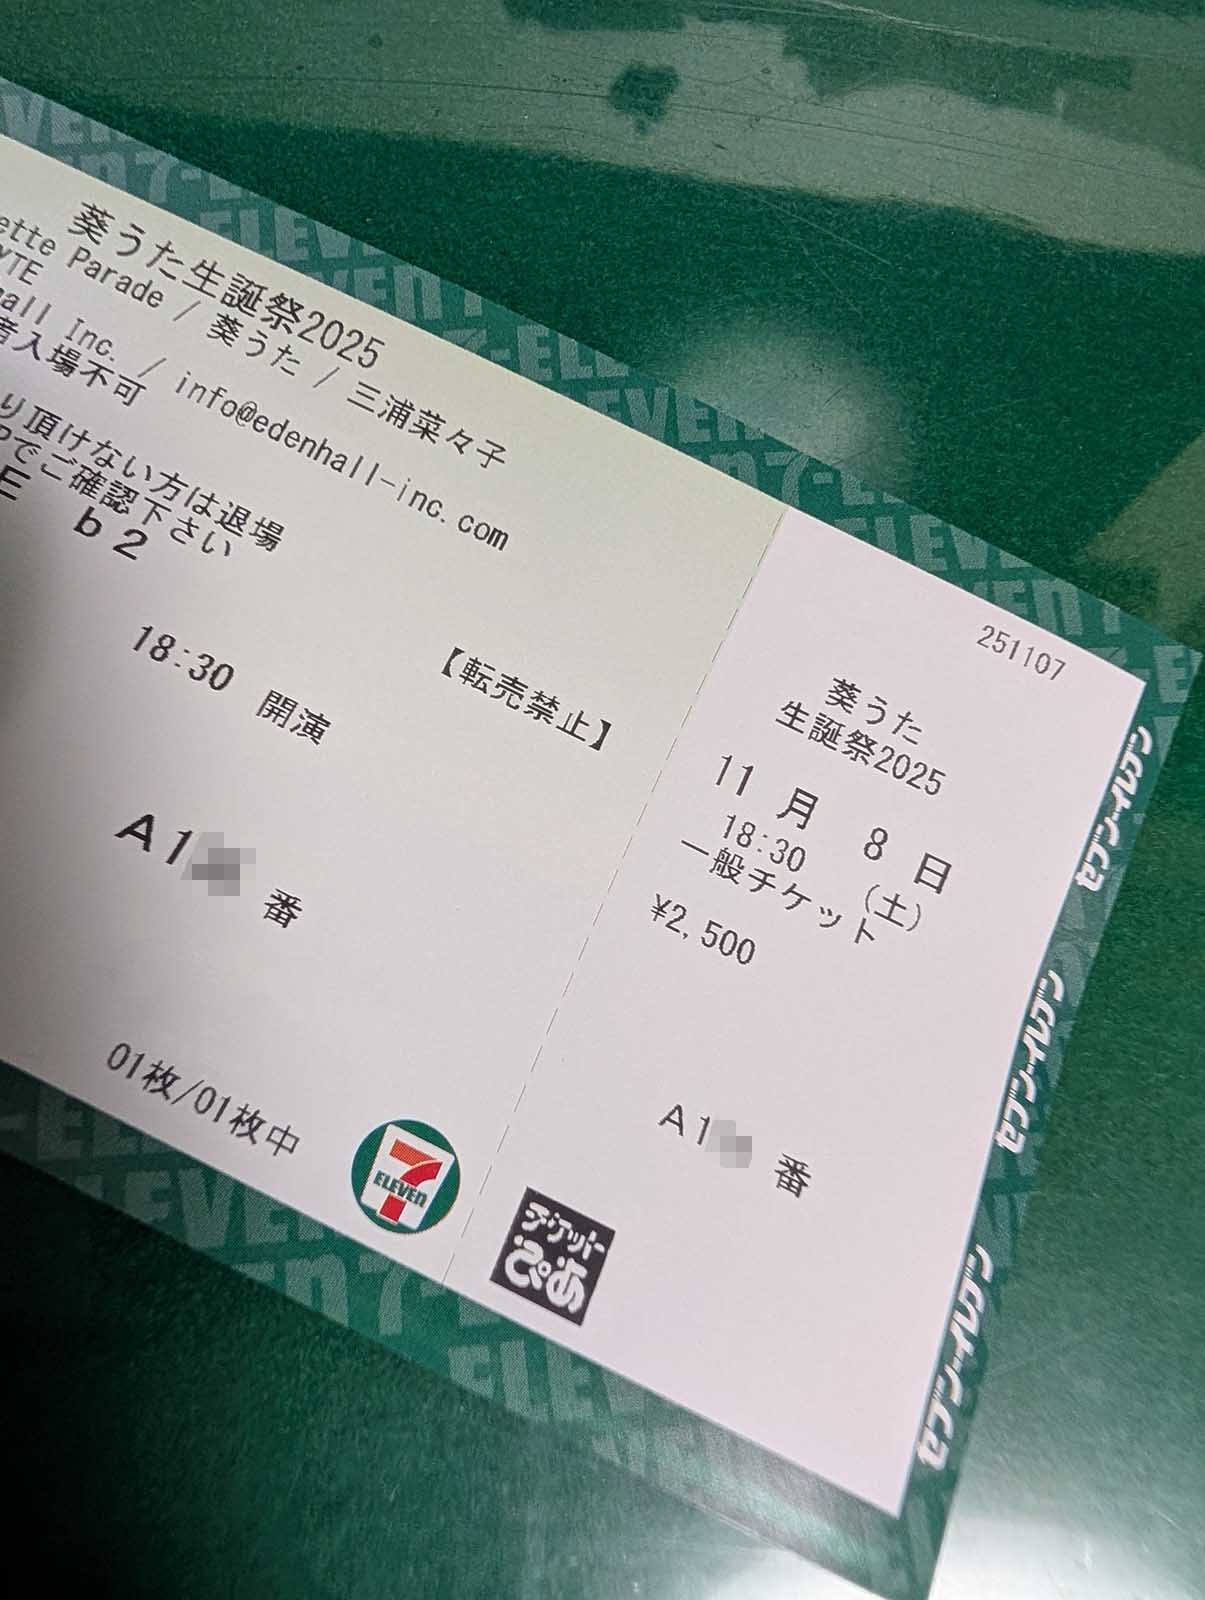 葵うた生誕祭2025
ette Parade / 葵うた / 三浦菜々子
YTE
hall Inc. / info@edenhall-inc.com
者入場不可
り頂けない方は退場
でご確認下さい
E b2
18:30 開演
【転売禁止】
A1 番
01枚/01枚中
7 ELEVEN
251107
葵うた
生誕祭2025
11月 8日
18:30 (土)
一般チケット
¥2,500
A1 番
チケットぴあ
セブン-イレブン
セブン-イレブン
セブン-イレブン